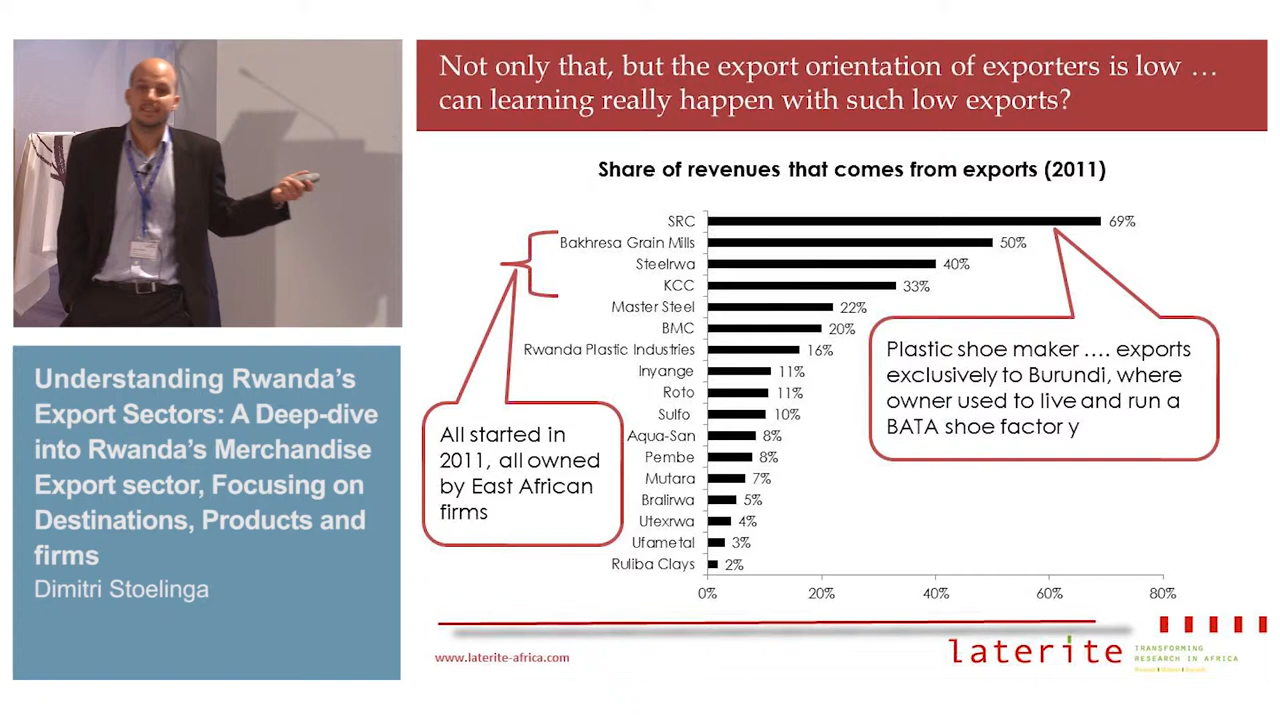 Not only that, but the export orientation of exporters is low …
can learning really happen with such low exports?
Share of revenues that comes from exports (2011)
SRC 69%
Bakhresa Grain Mills 50%
Steelrwa 40%
KCC 33%
Master Steel 22%
BMC 20%
Rwanda Plastic Industries 16%
Inyange 11%
Roto 11%
Sulfo 10%
Aqua-San 8%
Pembe 8%
Mutara 7%
Bralirwa 5%
Utexrwa 4%
Ufametal 3%
Ruliba Clays 2%
0% 20% 40% 60% 80%
All started in
2011, all owned
by East African
firms
Plastic shoe maker …. exports
exclusively to Burundi, where
owner used to live and run a
BATA shoe factor y
Understanding Rwanda's
Export Sectors: A Deep-dive
into Rwanda's Merchandise
Export sector, Focusing on
Destinations, Products and
firms
Dimitri Stoelinga
www.laterite-africa.com
laterite
TRANSFORMING
RESEARCH IN AFRICA